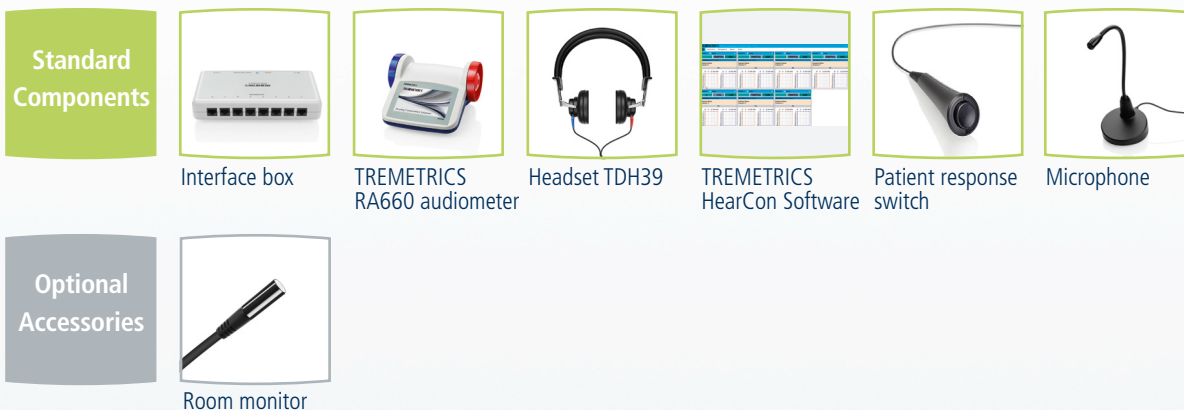 Standard
Components
Interface box
TREMETRICS
RA660 audiometer
Headset TDH39
TREMETRICS
HearCon Software
Patient response
switch
Microphone
Optional
Accessories
Room monitor